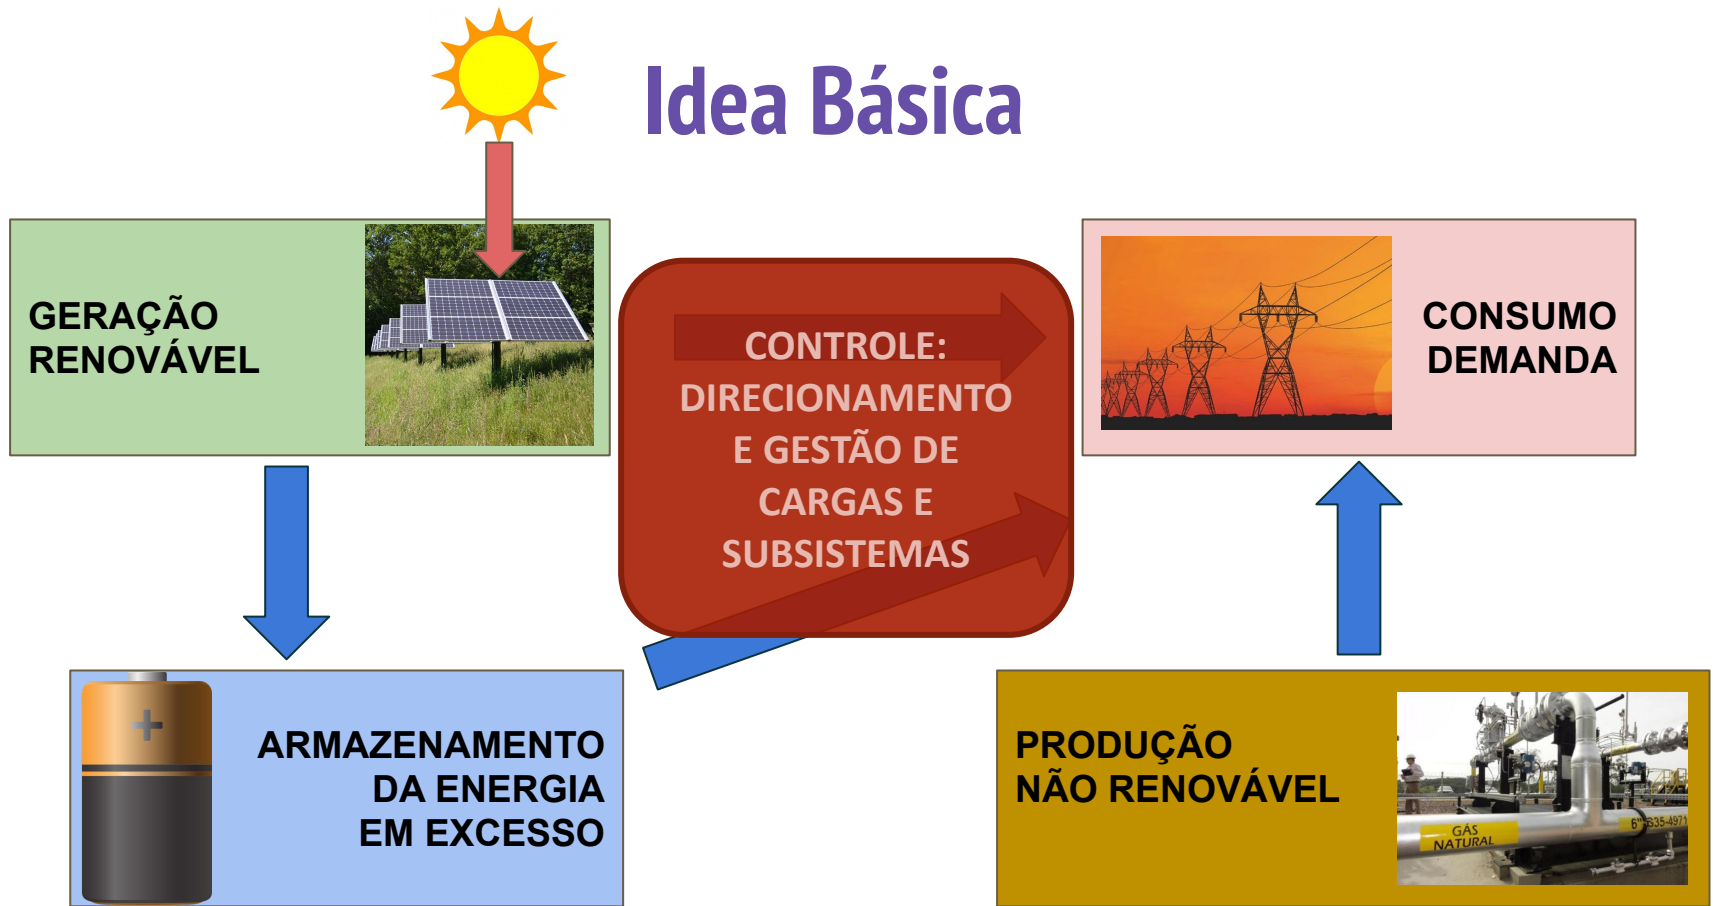 Idea Básica
GERAÇÃO
RENOVÁVEL
CONTROLE:
DIRECIONAMENTO
E GESTÃO DE
CARGAS E
SUBSISTEMAS
CONSUMO
DEMANDA
+
ARMAZENAMENTO
DA ENERGIA
EM EXCESSO
PRODUÇÃO
NÃO RENOVÁVEL
GÁS
NATURAL